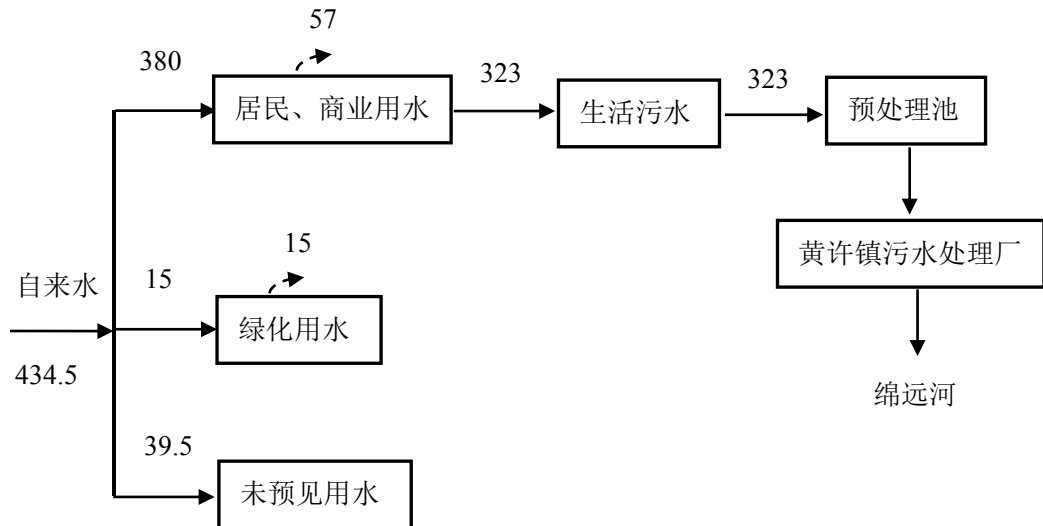 57
380
323
323
居民、商业用水
生活污水
预处理池
15
黄许镇污水处理厂
自来水
15
绿化用水
434.5
绵远河
39.5
未预见用水